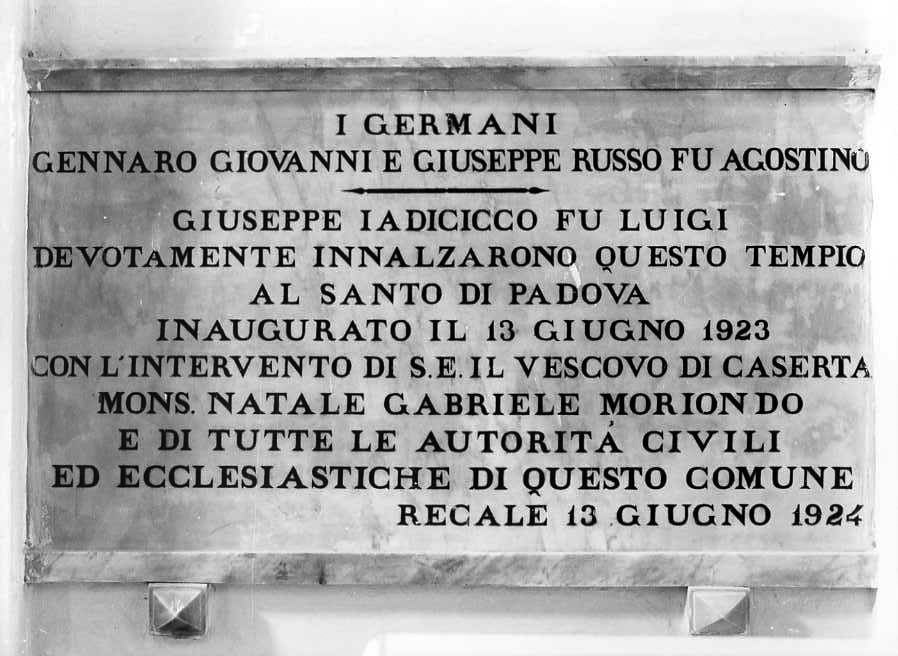 I GERMANI
GENNARO GIOVANNI E GIUSEPPE RUSSO FU AGOSTINO
GIUSEPPE IADICICCO FU LUIGI
DEVOTAMENTE INNALZARONO QUESTO TEMPIO
AL SANTO DI PADOVA
INAUGURATO IL 13 GIUGNO 1923
CON L'INTERVENTO DI S.E. IL VESCOVO DI CASERTA
MONS. NATALE GABRIELE MORIONDO
E DI TUTTE LE AUTORITÁ CIVILI
ED ECCLESIASTICHE DI QUESTO COMUNE
RECALE 13 GIUGNO 1924